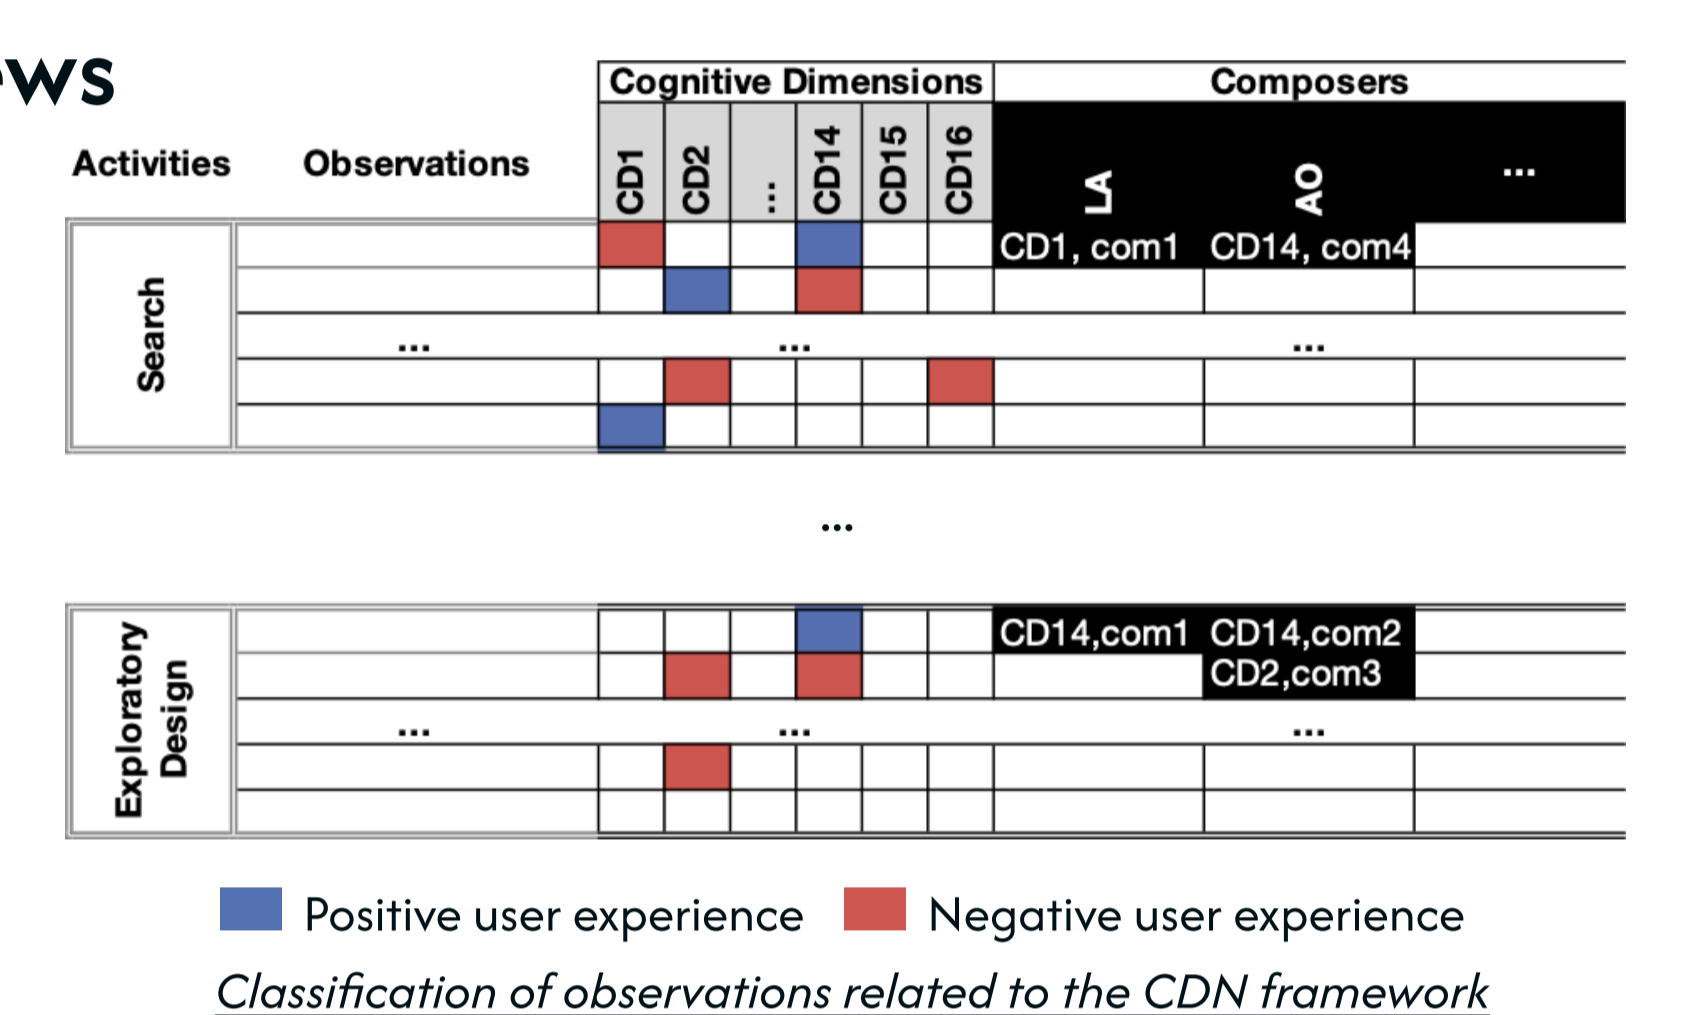 ews
Cognitive Dimensions Composers
Activities Observations CD1 CD2 ... CD14 CD15 CD16 LA AO ...
Search
CD1, com1 CD14, com4
... ... ...
...
Exploratory
Design
CD14,com1 CD14,com2
CD2,com3
... ... ...
Positive user experience Negative user experience
Classification of observations related to the CDN framework